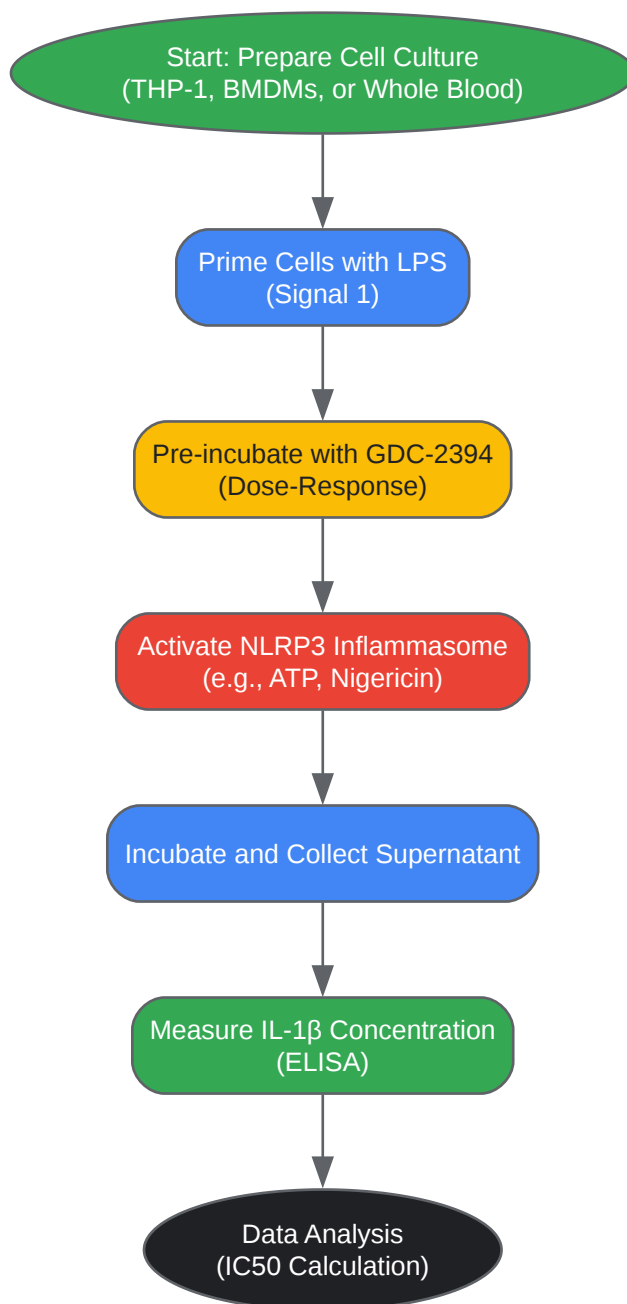 Start: Prepare Cell Culture
(THP-1, BMDMs, or Whole Blood)
Prime Cells with LPS
(Signal 1)
Pre-incubate with GDC-2394
(Dose-Response)
Activate NLRP3 Inflammasome
(e.g., ATP, Nigericin)
Incubate and Collect Supernatant
Measure IL-1β Concentration
(ELISA)
Data Analysis
(IC50 Calculation)